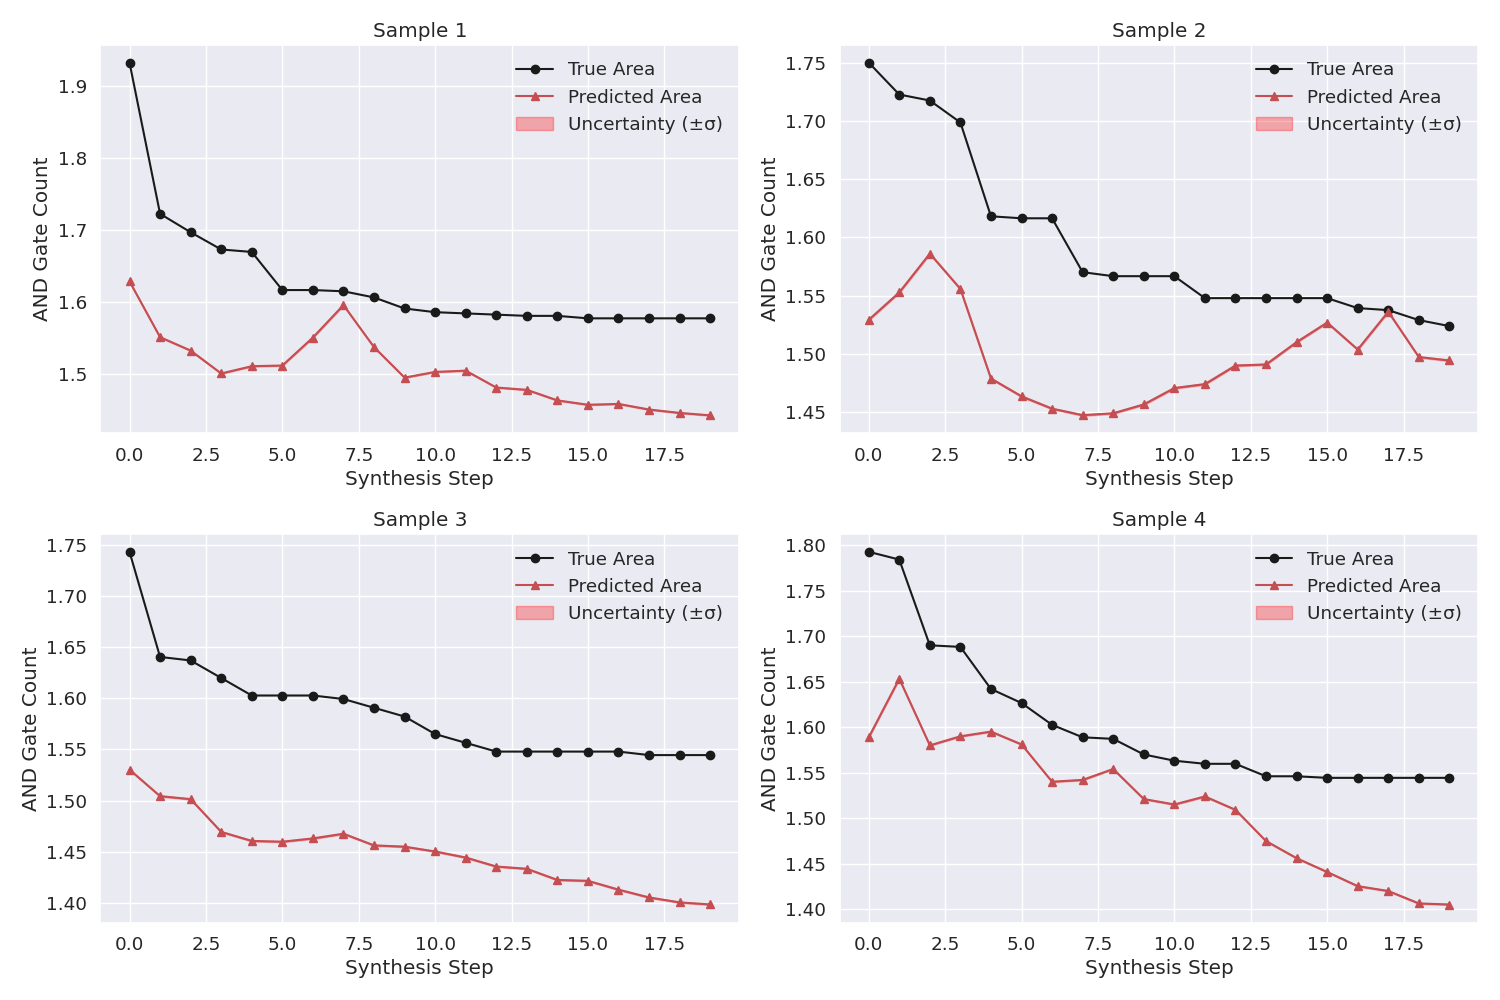 Sample 1
AND Gate Count
1.9
1.8
1.7
1.6
1.5
True Area
Predicted Area
Uncertainty (±σ)
0.0 2.5 5.0 7.5 10.0 12.5 15.0 17.5
Synthesis Step
Sample 2
AND Gate Count
1.75
1.70
1.65
1.60
1.55
1.50
1.45
True Area
Predicted Area
Uncertainty (±σ)
0.0 2.5 5.0 7.5 10.0 12.5 15.0 17.5
Synthesis Step
Sample 3
AND Gate Count
1.75
1.70
1.65
1.60
1.55
1.50
1.45
1.40
True Area
Predicted Area
Uncertainty (±σ)
0.0 2.5 5.0 7.5 10.0 12.5 15.0 17.5
Synthesis Step
Sample 4
AND Gate Count
1.80
1.75
1.70
1.65
1.60
1.55
1.50
1.45
1.40
True Area
Predicted Area
Uncertainty (±σ)
0.0 2.5 5.0 7.5 10.0 12.5 15.0 17.5
Synthesis Step